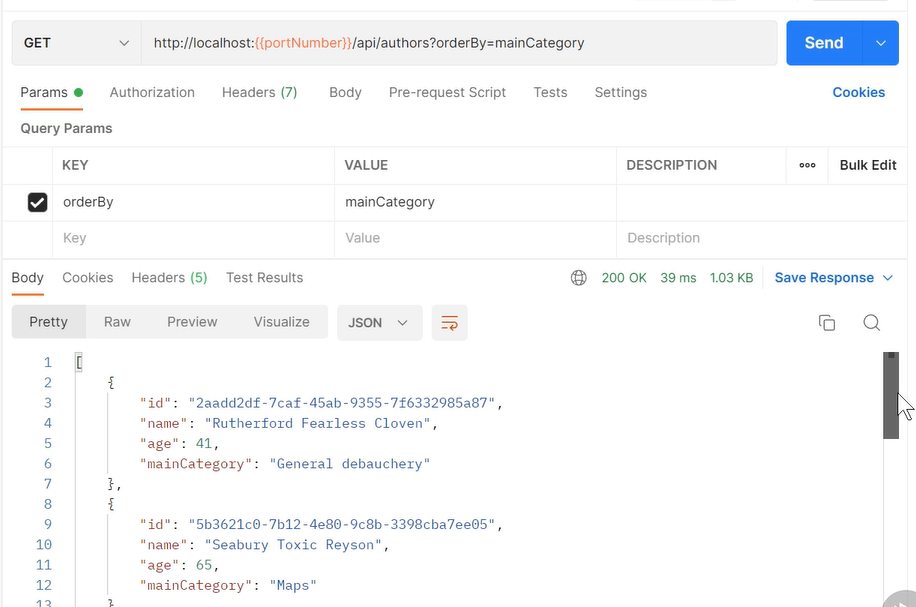 GET http://localhost:{{portNumber}}/api/authors?orderBy=mainCategory Send
Params Authorization Headers (7) Body Pre-request Script Tests Settings Cookies
Query Params
KEY VALUE DESCRIPTION ooo Bulk Edit
orderBy mainCategory
Key Value Description
Body Cookies Headers (5) Test Results 200 OK 39 ms 1.03 KB Save Response
Pretty Raw Preview Visualize JSON
1 [
2 {
3 "id": "2aadd2df-7caf-45ab-9355-7f6332985a87",
4 "name": "Rutherford Fearless Cloven",
5 "age": 41,
6 "mainCategory": "General debauchery"
7 },
8 {
9 "id": "5b3621c0-7b12-4e80-9c8b-3398cba7ee05",
10 "name": "Seabury Toxic Reyson",
11 "age": 65,
12 "mainCategory": "Maps"
13 }